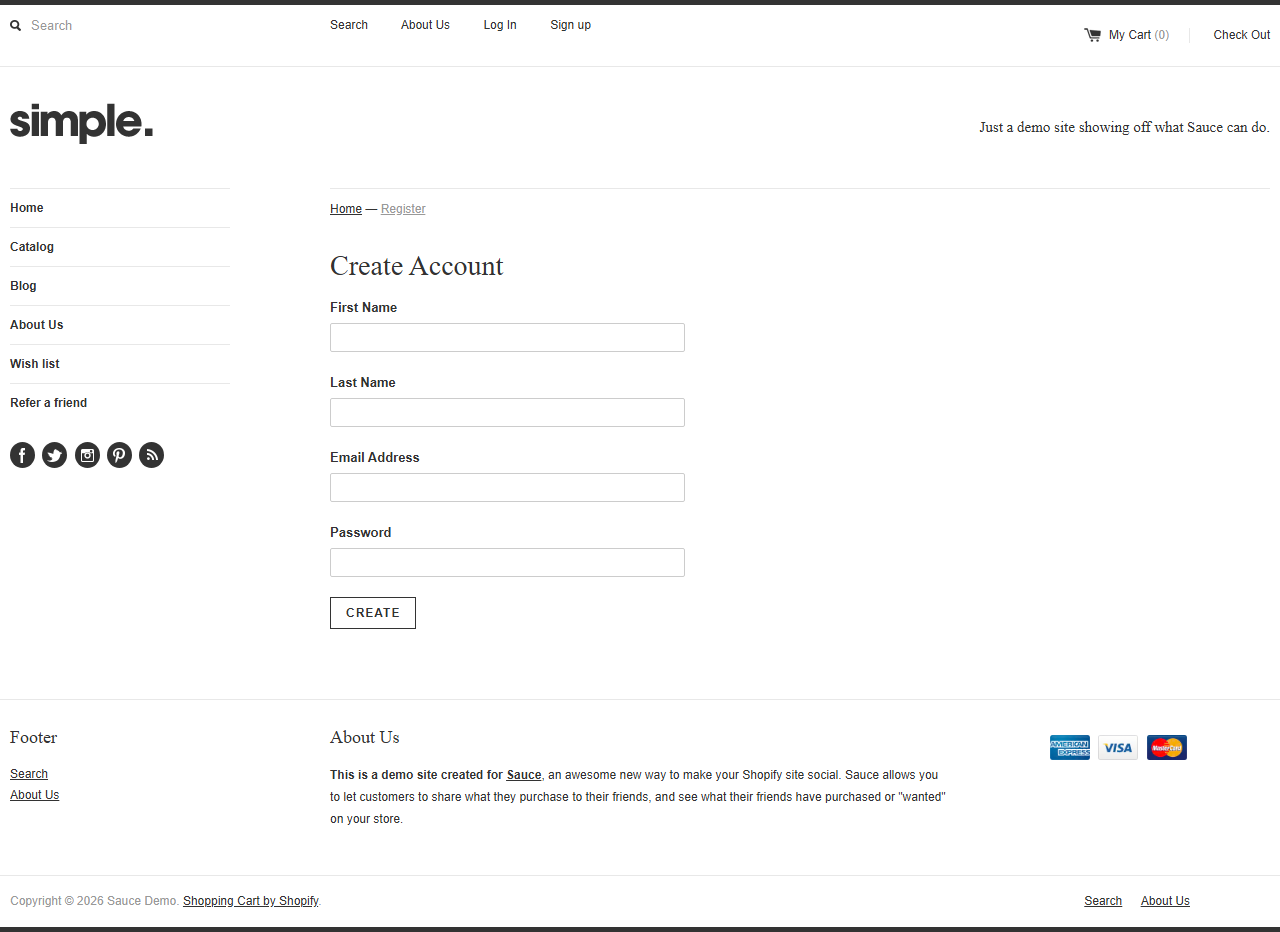 Search
Search About Us Log In Sign up
My Cart (0) Check Out
simple.
Just a demo site showing off what Sauce can do.
Home
Catalog
Blog
About Us
Wish list
Refer a friend
Home — Register
Create Account
First Name
Last Name
Email Address
Password
CREATE
Footer
Search
About Us
About Us
This is a demo site created for Sauce, an awesome new way to make your Shopify site social. Sauce allows you
to let customers to share what they purchase to their friends, and see what their friends have purchased or "wanted"
on your store.
AMERICAN EXPRESS VISA MasterCard
Copyright © 2026 Sauce Demo. Shopping Cart by Shopify.
Search About Us